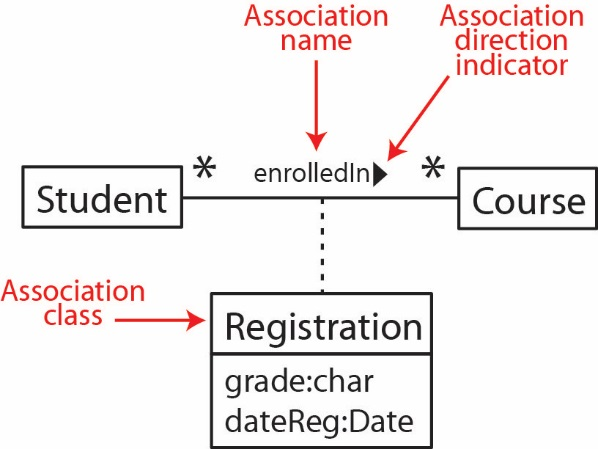 Association
name
Association
direction
indicator
* enrolledIn *
Student
Course
Association
class
Registration
grade:char
dateReg:Date